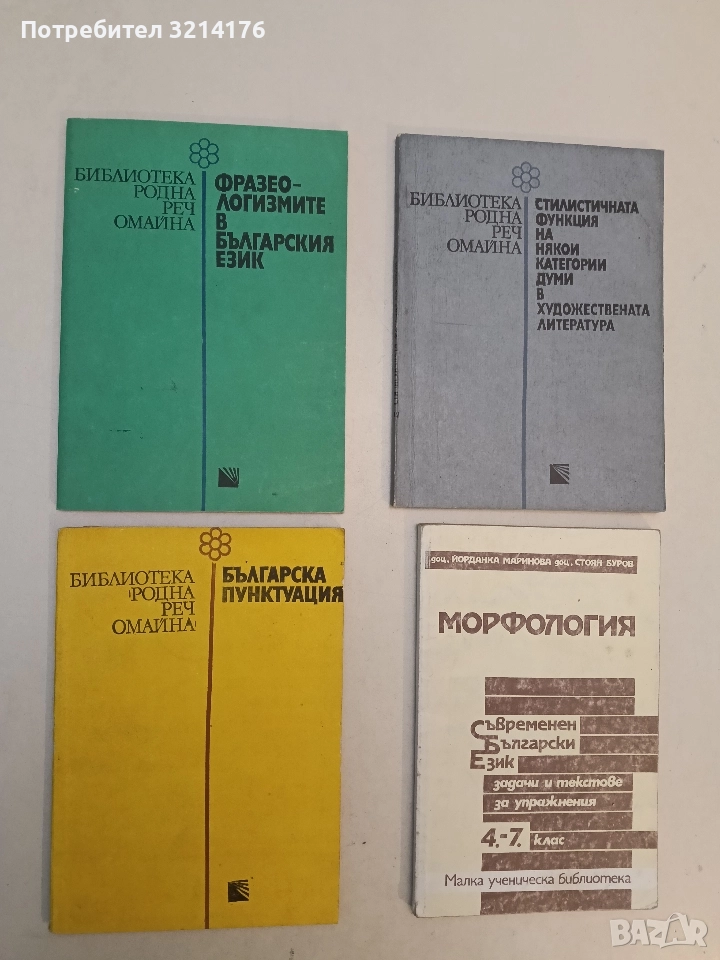 Потребител 3214176
БИБЛИОТЕКА
РОДНА
РЕЧ
ОМАЙНА
ФРАЗЕО-
ЛОГИЗМИТЕ
В
БЪЛГАРСКИЯ
ЕЗИК
БИБЛИОТЕКА
РОДНА
РЕЧ
ОМАЙНА
СТИЛИСТИЧНАТА
ФУНКЦИЯ
НА
НЯКОИ
КАТЕГОРИИ
ДУМИ
В
ХУДОЖЕСТВЕНАТА
ЛИТЕРАТУРА
БИБЛИОТЕКА
РОДНА
РЕЧ
ОМАЙНА
БЪЛГАРСКА
ПУНКТУАЦИЯ
доц. ЙОРДАНКА МАРИНОВА доц. СТОЯН БУРОВ
МОРФОЛОГИЯ
Съвременен
Български
Език
задачи и текстове
за упражнения
4.-7. клас
Малка ученическа библиотека
BAZAR